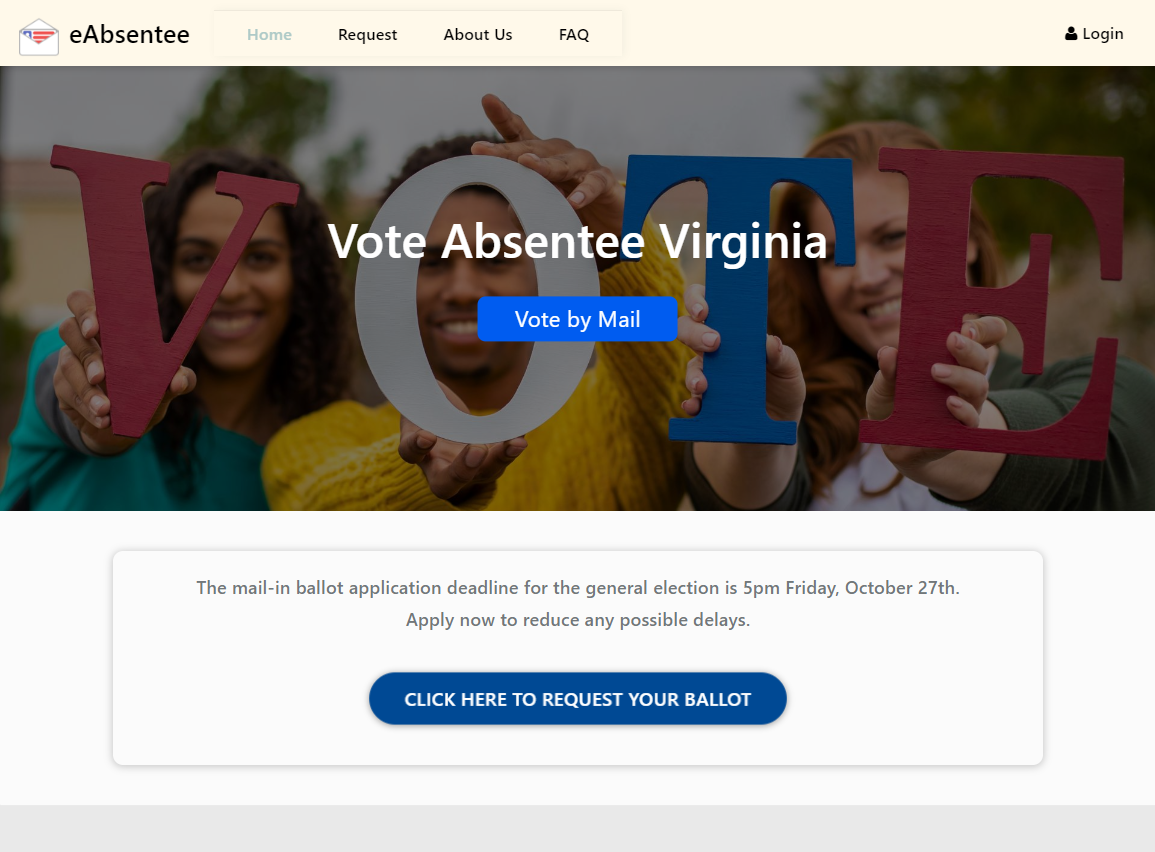 eAbsentee
Home
Request
About Us
FAQ
Login
VOTE
Vote Absentee Virginia
Vote by Mail
The mail-in ballot application deadline for the general election is 5pm Friday, October 27th.
Apply now to reduce any possible delays.
CLICK HERE TO REQUEST YOUR BALLOT